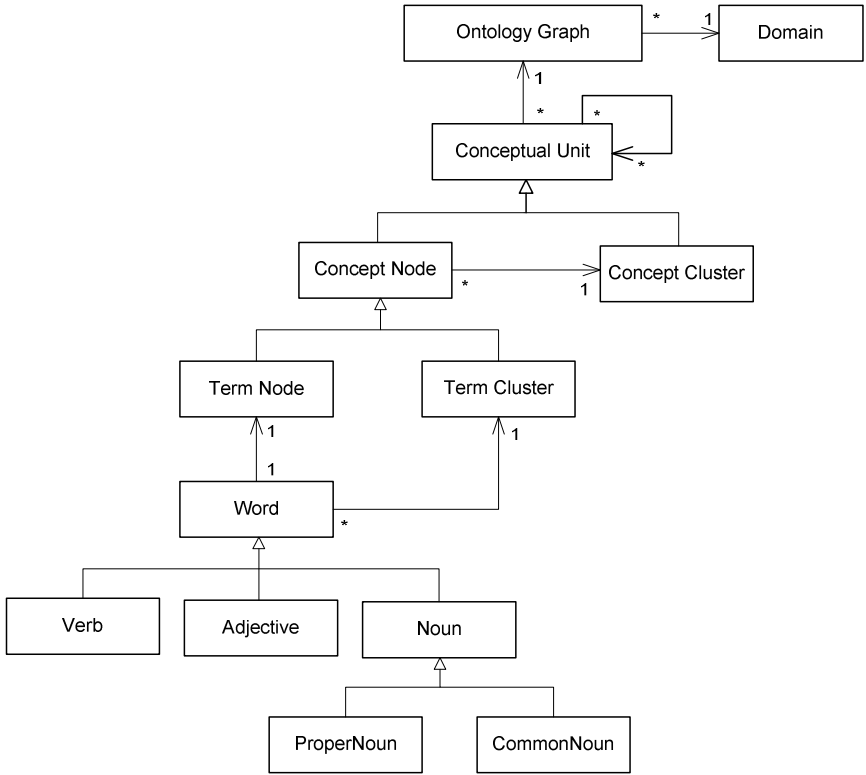 Ontology Graph
* 1
Domain
1
*
*
Conceptual Unit
*
Concept Node
*
1
Concept Cluster
Term Node
Term Cluster
1
1
1
Word
*
Verb
Adjective
Noun
ProperNoun
CommonNoun